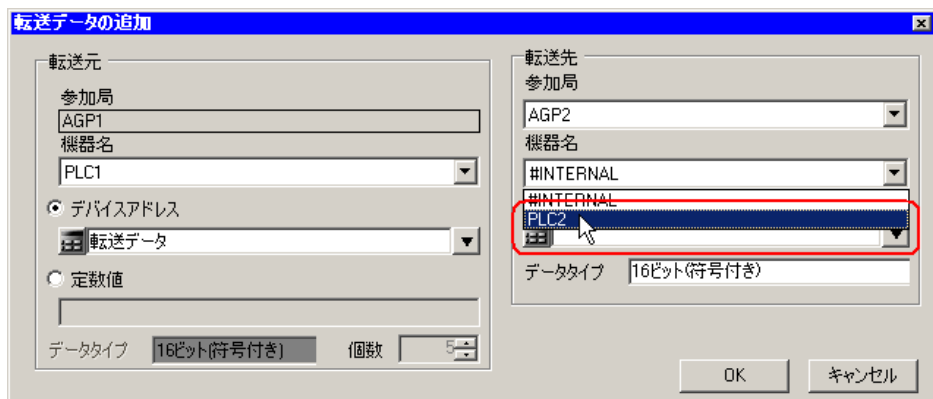 転送データの追加
転送元
参加局
AGP1
機器名
PLC1
デバイスアドレス
転送データ
定数値
データタイプ 16ビット(符号付き) 個数 5
転送先
参加局
AGP2
機器名
#INTERNAL
#INTERNAL
PLC2
データタイプ 16ビット(符号付き)
OK キャンセル